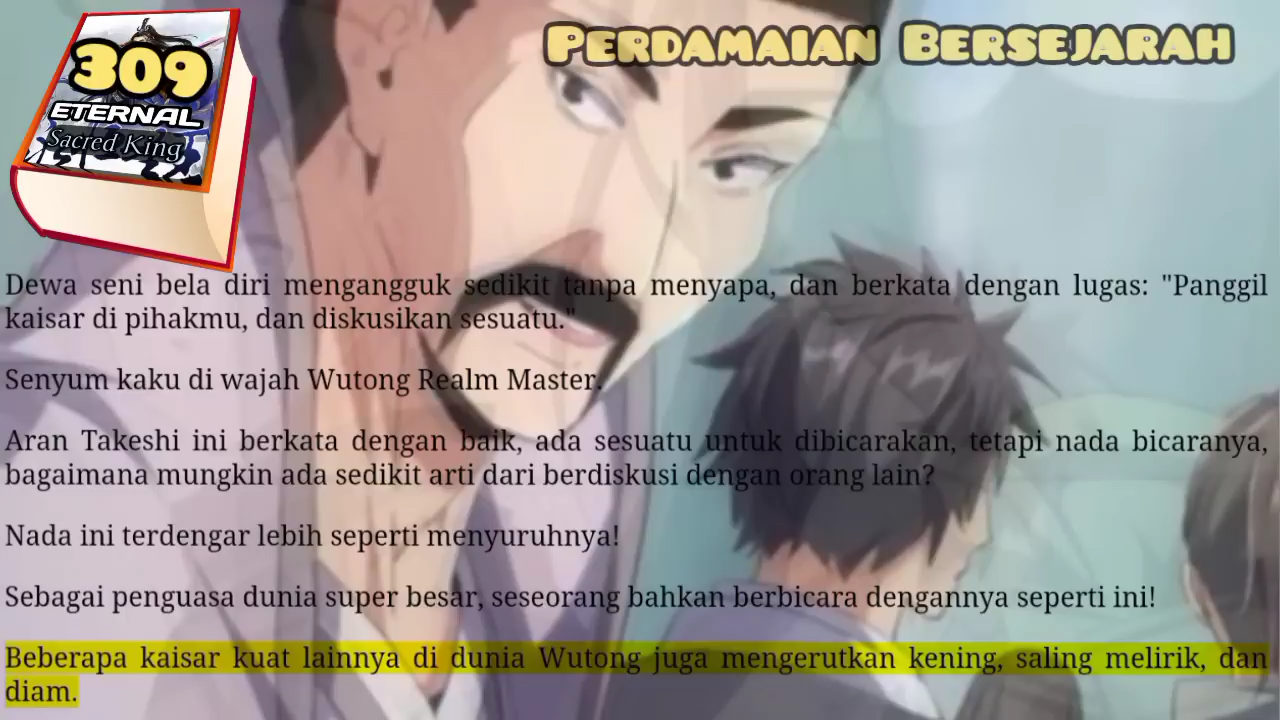 309
ETERNAL
Sacred King
PERDAMAIAN BERSEJARAH
Dewa seni bela diri mengangguk sedikit tanpa menyapa, dan berkata dengan lugas: "Panggil
kaisar di pihakmu, dan diskusikan sesuatu."
Senyum kaku di wajah Wutong Realm Master.
Aran Takeshi ini berkata dengan baik, ada sesuatu untuk dibicarakan, tetapi nada bicaranya,
bagaimana mungkin ada sedikit arti dari berdiskusi dengan orang lain?
Nada ini terdengar lebih seperti menyuruhnya!
Sebagai penguasa dunia super besar, seseorang bahkan berbicara dengannya seperti ini!
Beberapa kaisar kuat lainnya di dunia Wutong juga mengerutkan kening, saling melirik, dan
diam.